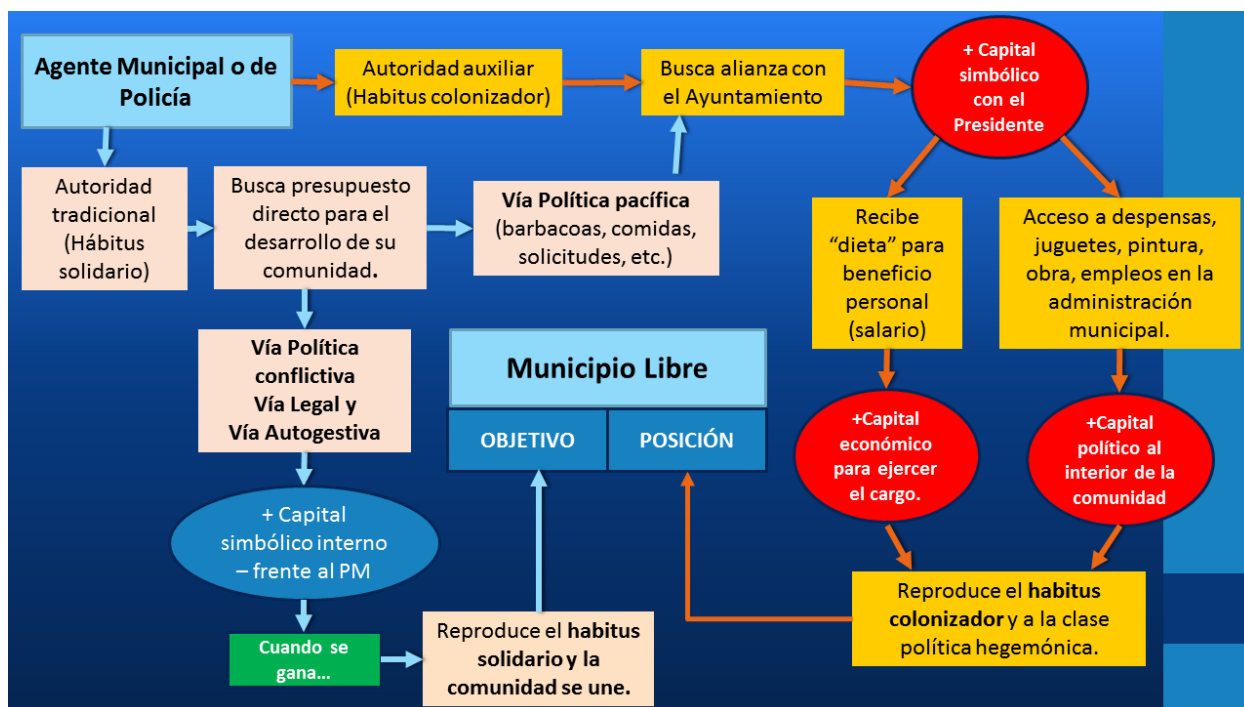 Agente Municipal o de
Policía
Autoridad auxiliar
(Habitus colonizador)
Busca alianza con
el Ayuntamiento
+ Capital
simbólico
con el
Presidente
Autoridad
tradicional
(Hábitus
solidario)
Busca presupuesto
directo para el
desarrollo de su
comunidad.
Vía Política pacífica
(barbacoas, comidas,
solicitudes, etc.)
Recibe
“dieta” para
beneficio
personal
(salario)
Acceso a despensas,
juguetes, pintura,
obra, empleos en la
administración
municipal.
Vía Política
conflictiva
Vía Legal y
Vía Autogestiva
Municipio Libre
OBJETIVO
POSICIÓN
+Capital
económico
para ejercer
el cargo.
+Capital
político al
interior de la
comunidad
+ Capital
simbólico interno
– frente al PM
Cuando se
gana...
Reproduce el habitus
solidario y la
comunidad se une.
Reproduce el habitus
colonizador y a la clase
política hegemónica.